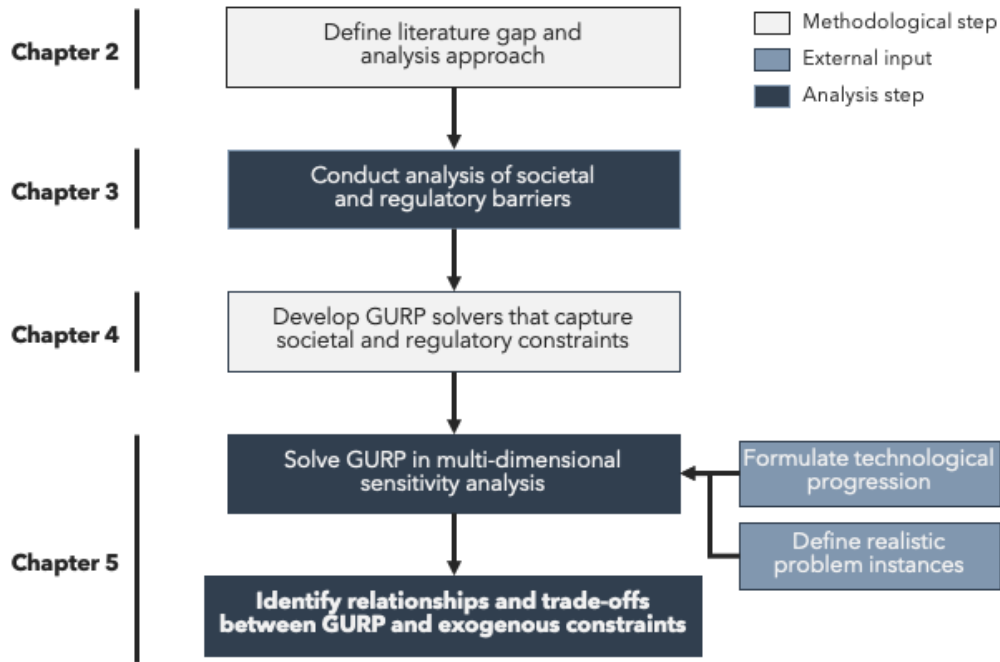 Chapter 2
Define literature gap and
analysis approach
Methodological step
External input
Analysis step
Chapter 3
Conduct analysis of societal
and regulatory barriers
Chapter 4
Develop GURP solvers that capture
societal and regulatory constraints
Chapter 5
Solve GURP in multi-dimensional
sensitivity analysis
Formulate technological
progression
Define realistic
problem instances
Identify relationships and trade-offs
between GURP and exogenous constraints